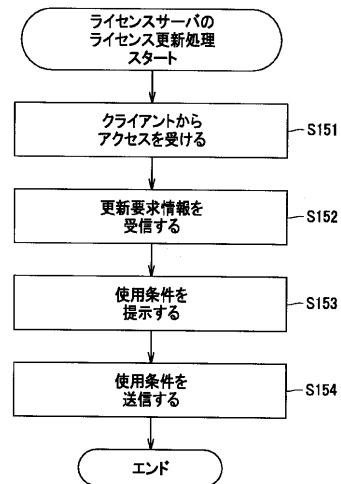 ライセンスサーバの
ライセンス更新処理
スタート
クライアントから
アクセスを受ける
S151
更新要求情報を
受信する
S152
使用条件を
提示する
S153
使用条件を
送信する
S154
エンド